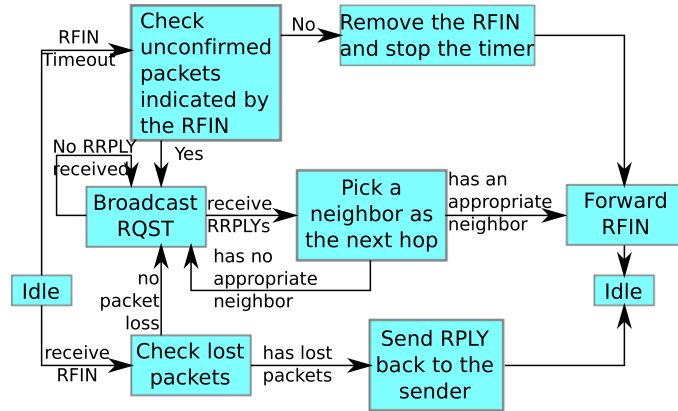 RFIN
Timeout
Check
unconfirmed
packets
indicated by
the RFIN
No
Remove the RFIN
and stop the timer
No RRPLY
received
Yes
Broadcast
RQST
receive
RRPLYs
Pick a
neighbor as
the next hop
has an
appropriate
neighbor
Forward
RFIN
has no
appropriate
neighbor
no
packet
loss
Idle
Idle
receive
RFIN
Check lost
packets
has lost
packets
Send RPLY
back to the
sender